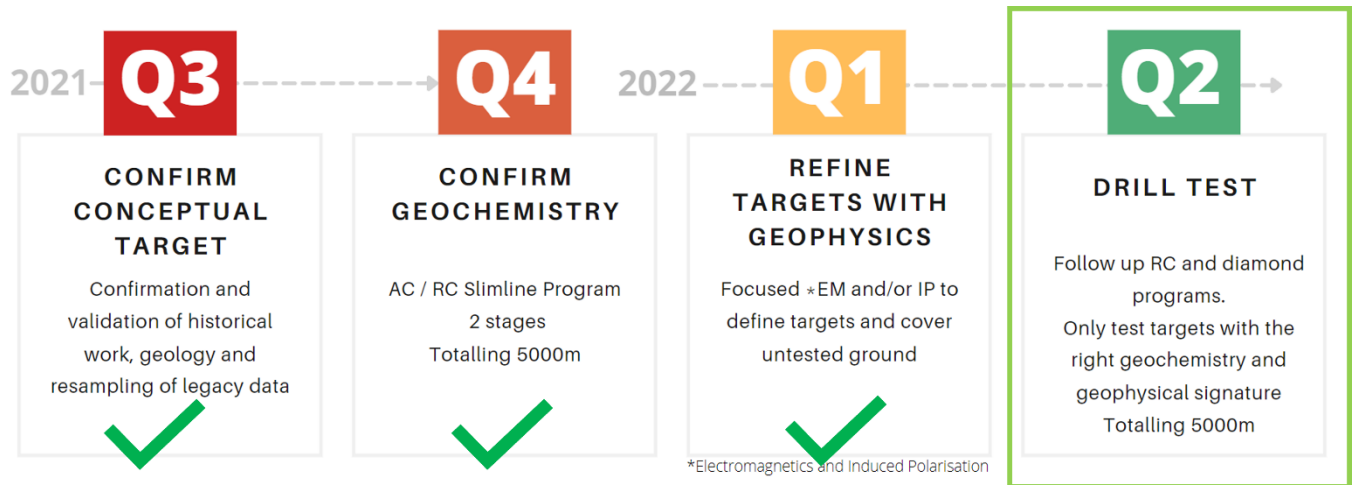 2021
Q3
CONFIRM
CONCEPTUAL
TARGET
Confirmation and
validation of historical
work, geology and
resampling of legacy data
Q4
CONFIRM
GEOCHEMISTRY
AC / RC Slimline Program
2 stages
Totalling 5000m
2022
Q1
REFINE
TARGETS WITH
GEOPHYSICS
Focused *EM and/or IP to
define targets and cover
untested ground
*Electromagnetics and Induced Polarisation
Q2
DRILL TEST
Follow up RC and diamond
programs.
Only test targets with the
right geochemistry and
geophysical signature
Totalling 5000m